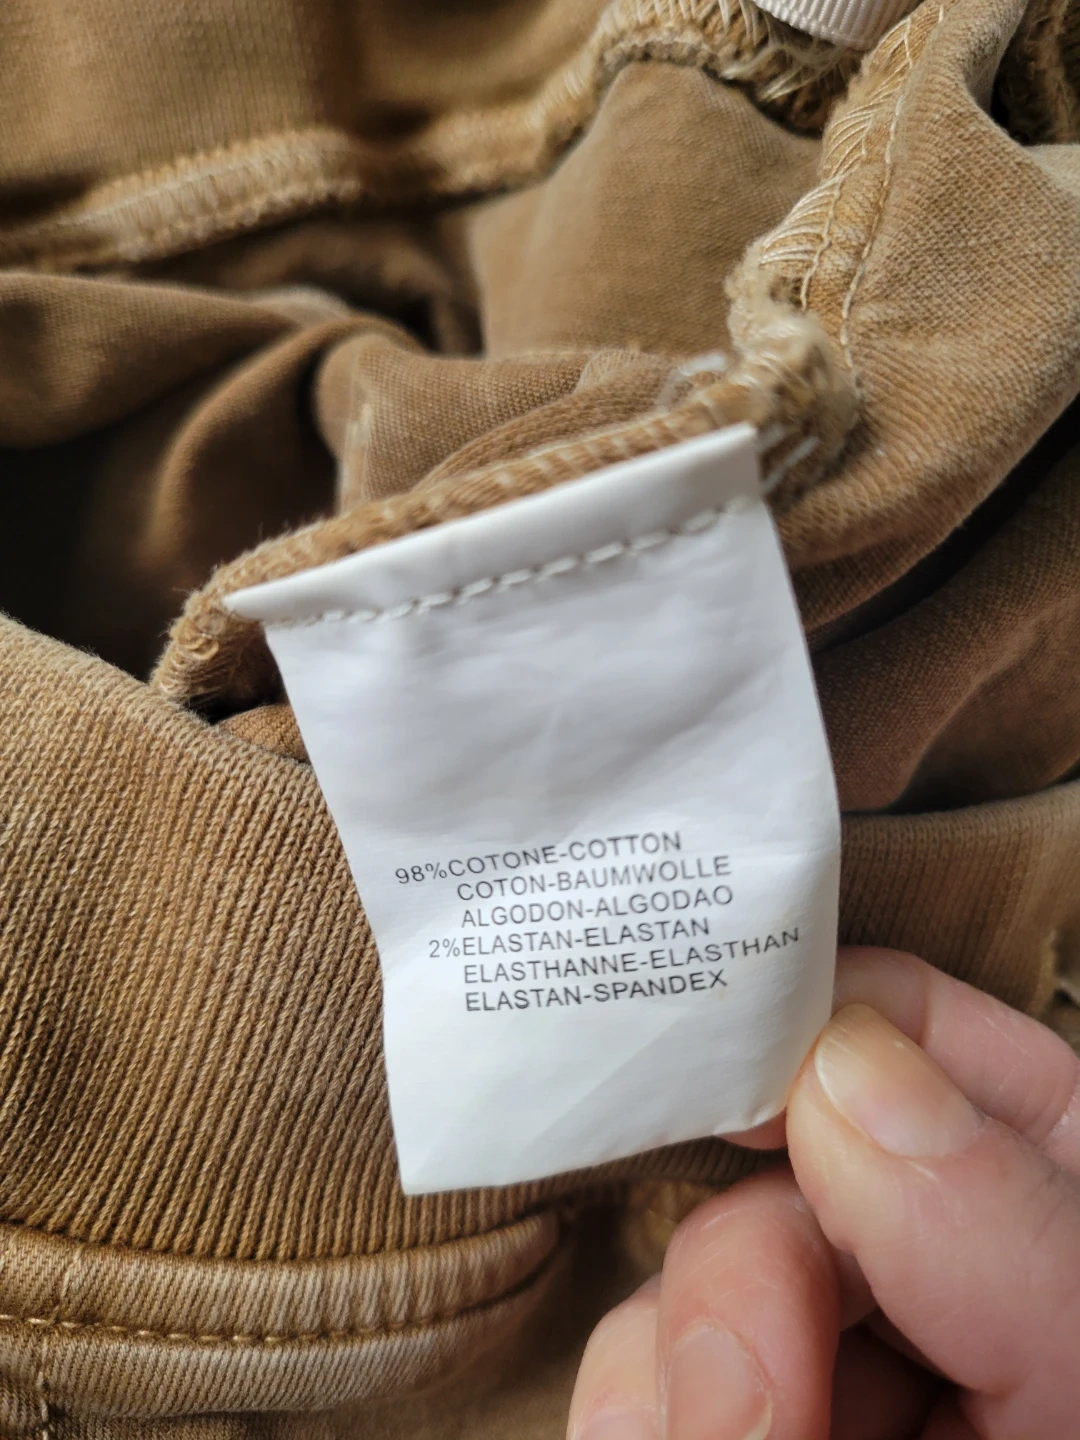 98%COTONE-COTTON
COTON-BAUMWOLLE
ALGODON-ALGODAO
2%ELASTAN-ELASTAN
ELASTHANNE-ELASTHAN
ELASTAN-SPANDEX